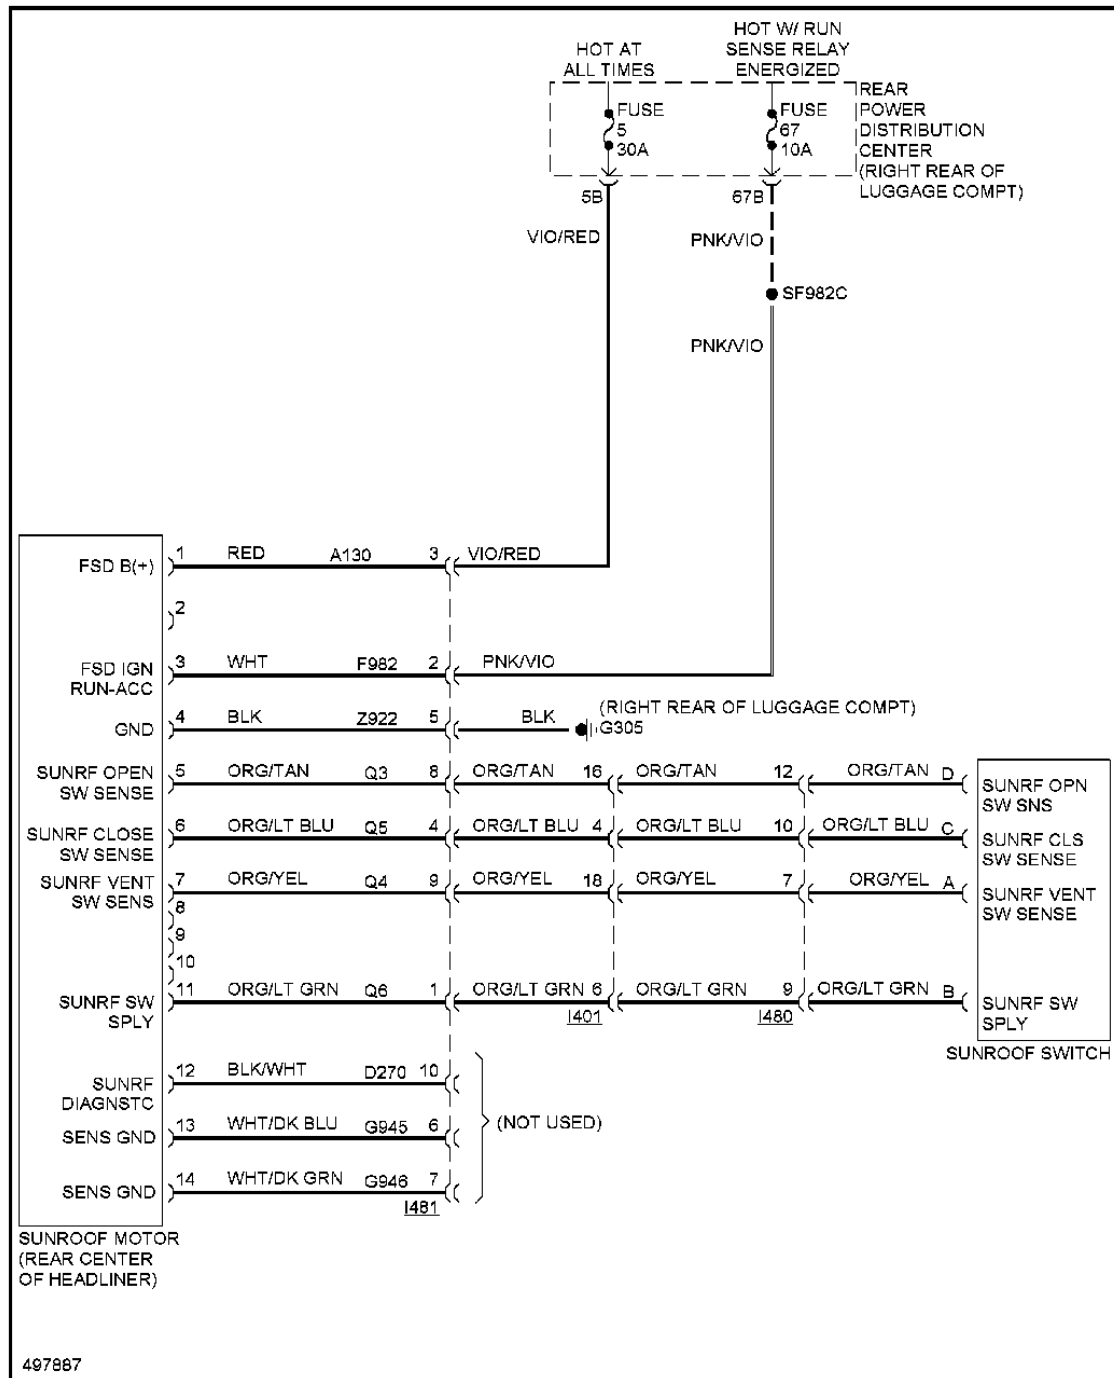 HOT AT
ALL TIMES
HOT W/ RUN
SENSE RELAY
ENERGIZED
FUSE
5
30A
FUSE
67
10A
REAR
POWER
DISTRIBUTION
CENTER
(RIGHT REAR OF
LUGGAGE COMPT)
5B
67B
VIO/RED
PNK/VIO
SF982C
PNK/VIO
FSD B(+) 1 RED A130 3 VIO/RED
2
FSD IGN
RUN-ACC
3 WHT F982 2 PNK/VIO
GND 4 BLK Z922 5 BLK
(RIGHT REAR OF LUGGAGE COMPT)
G305
SUNRF OPEN
SW SENSE
5 ORG/TAN Q3 8 ORG/TAN 16 ORG/TAN 12 ORG/TAN D
SUNRF OPN
SW SNS
SUNRF CLOSE
SW SENSE
6 ORG/LT BLU Q5 4 ORG/LT BLU 4 ORG/LT BLU 10 ORG/LT BLU C
SUNRF CLS
SW SENSE
SUNRF VENT
SW SENS
7 ORG/YEL Q4 9 ORG/YEL 18 ORG/YEL 7 ORG/YEL A
SUNRF VENT
SW SENSE
8
9
10
SUNRF SW
SPLY
11 ORG/LT GRN Q6 1 ORG/LT GRN 6 ORG/LT GRN 9 ORG/LT GRN B
SUNRF SW
SPLY
I401
I480
SUNROOF SWITCH
SUNRF
DIAGNSTC
12 BLK/WHT D270 10
SENS GND 13 WHT/DK BLU G945 6
(NOT USED)
SENS GND 14 WHT/DK GRN G946 7
I481
SUNROOF MOTOR
(REAR CENTER
OF HEADLINER)
497887